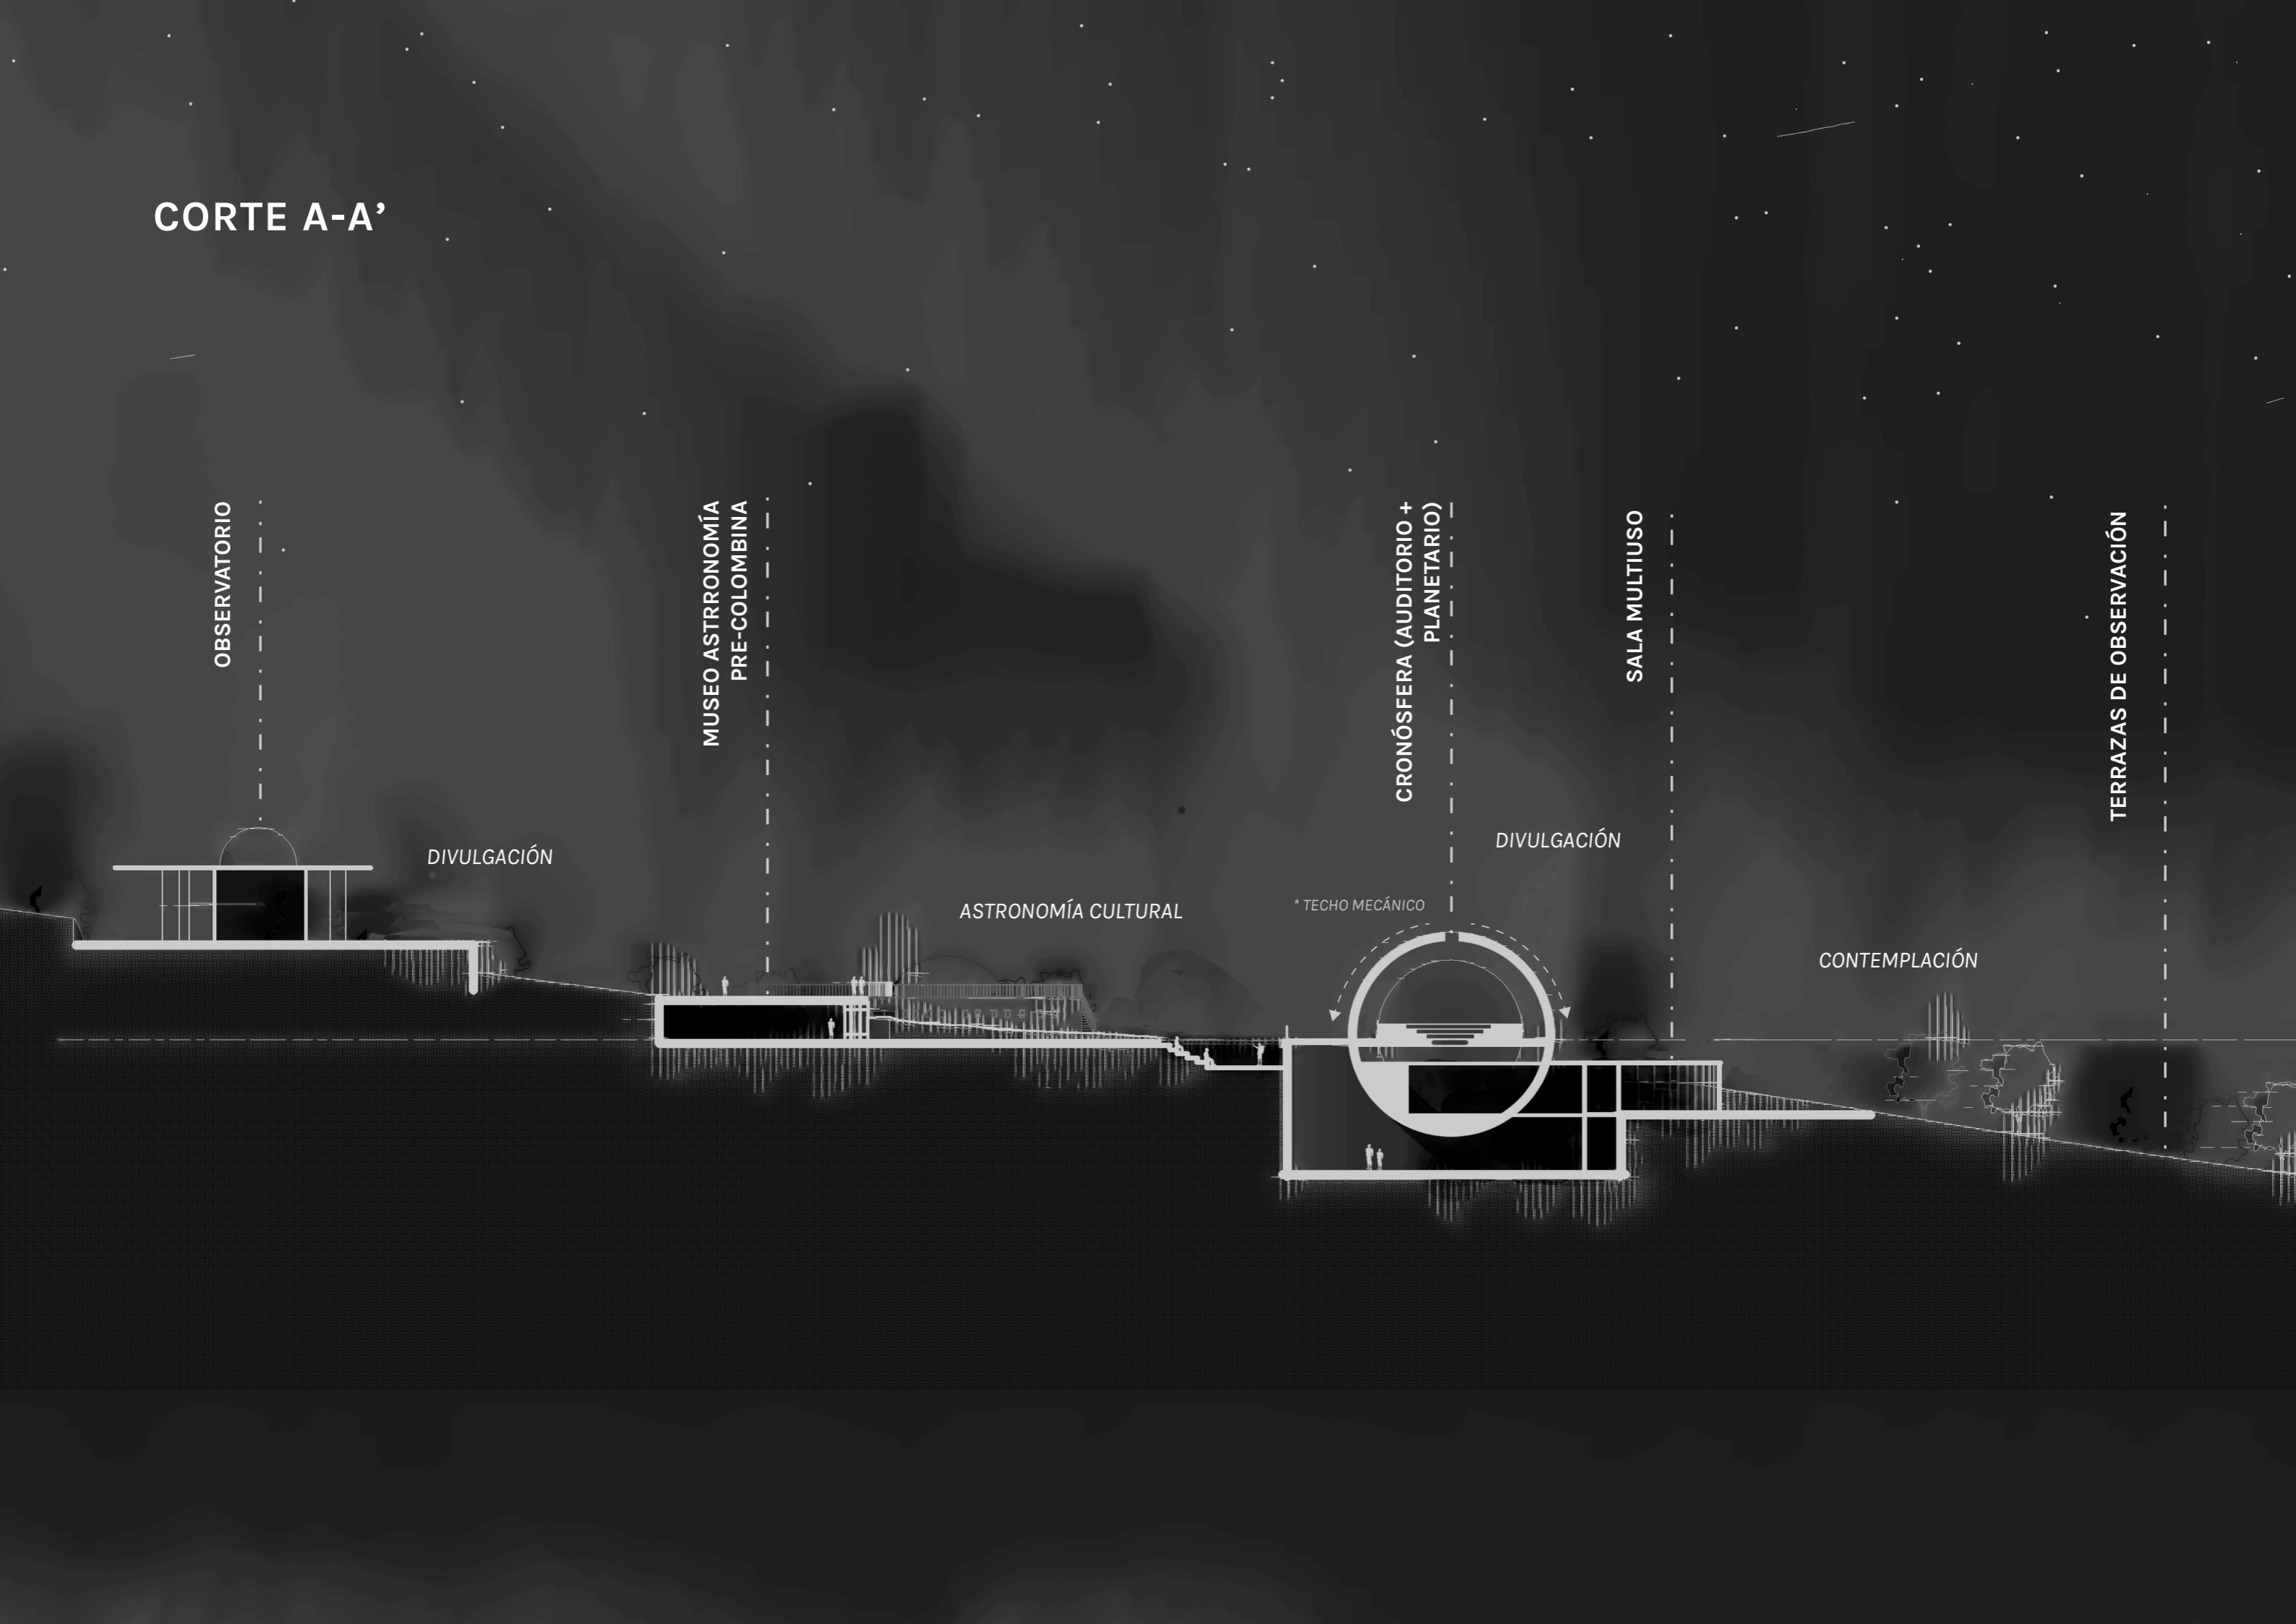 CORTE A-A’
OBSERVATORIO
MUSEO ASTRRONOMÍA
PRE-COLOMBINA
CRONÓSFERA (AUDITORIO +
PLANETARIO)
SALA MULTIUSO
TERRAZAS DE OBSERVACIÓN
DIVULGACIÓN
ASTRONOMÍA CULTURAL
* TECHO MECÁNICO
DIVULGACIÓN
CONTEMPLACIÓN